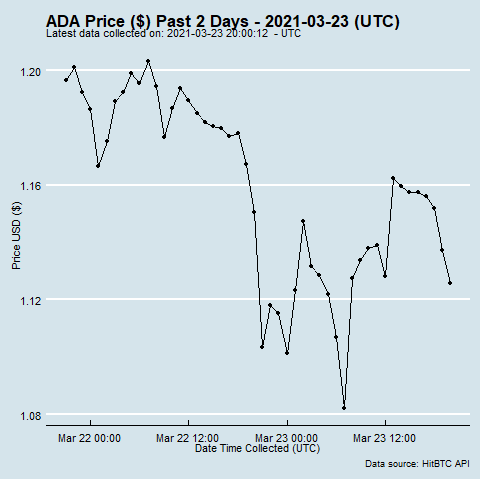 ADA Price ($) Past 2 Days - 2021-03-23 (UTC)
Latest data collected on: 2021-03-23 20:00:12 - UTC
1.20
1.16
1.12
1.08
Price USD ($)
Mar 22 00:00 Mar 22 12:00 Mar 23 00:00 Mar 23 12:00
Date Time Collected (UTC)
Data source: HitBTC API